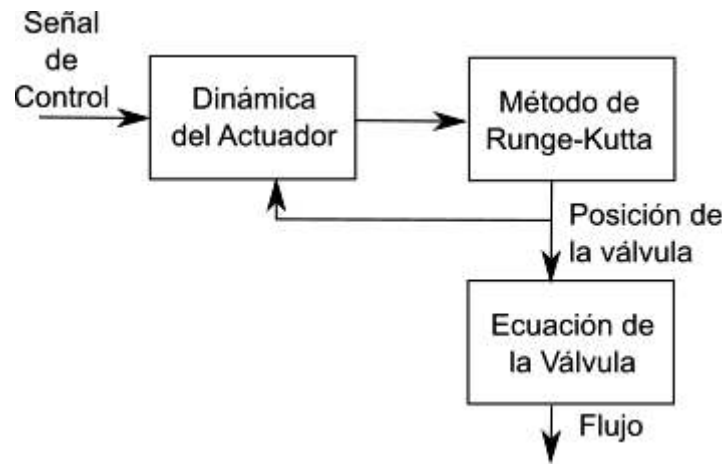 Señal
de
Control
Dinámica
del Actuador
Método de
Runge-Kutta
Posición de
la válvula
Ecuación de
la Válvula
Flujo